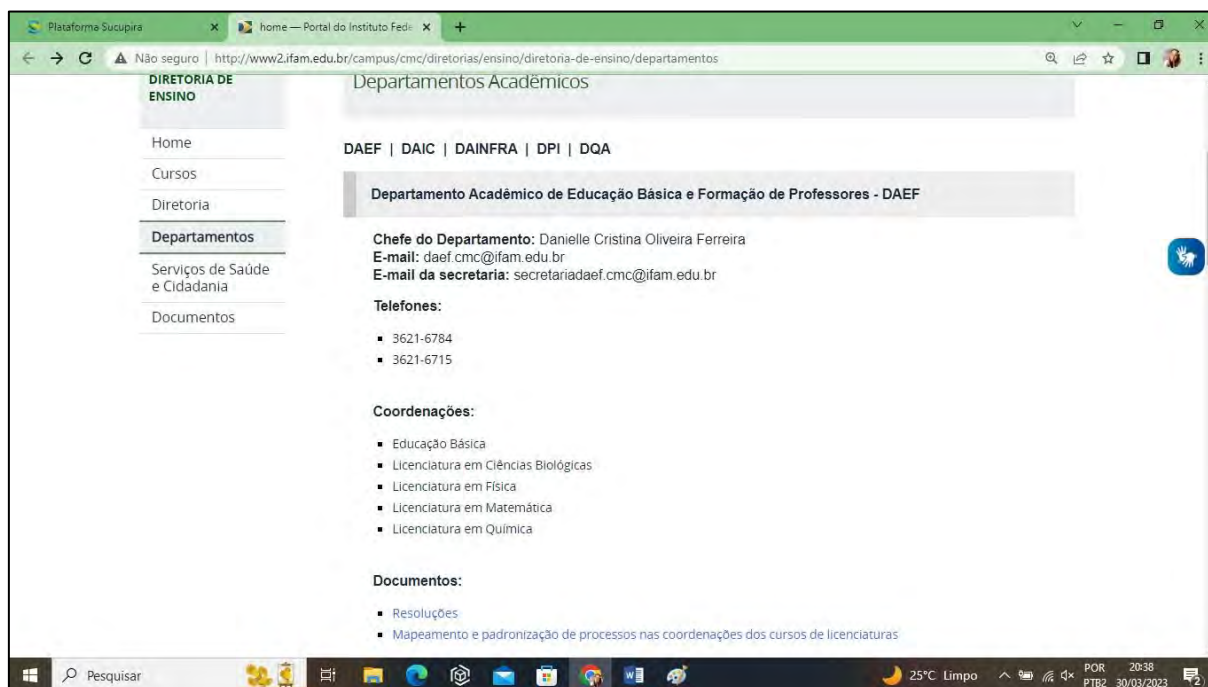 Plataforma Sucupira
home — Portal do Instituto Fede
Não seguro | http://www2.ifam.edu.br/campus/cmc/diretorias/ensino/diretoria-de-ensino/departamentos
DIRETORIA DE
ENSINO
Home
Cursos
Diretoria
Departamentos
Serviços de Saúde
e Cidadania
Documentos
Departamentos Acadêmicos
DAEF | DAIC | DAINFRA | DPI | DQA
Departamento Acadêmico de Educação Básica e Formação de Professores - DAEF
Chefe do Departamento: Danielle Cristina Oliveira Ferreira
E-mail: daef.cmc@ifam.edu.br
E-mail da secretaria: secretariadaef.cmc@ifam.edu.br
Telefones:
3621-6784
3621-6715
Coordenações:
Educação Básica
Licenciatura em Ciências Biológicas
Licenciatura em Física
Licenciatura em Matemática
Licenciatura em Química
Documentos:
Resoluções
Mapeamento e padronização de processos nas coordenações dos cursos de licenciaturas
Pesquisar
25°C Limpo
POR
PTB2
20:38
30/03/2023
2